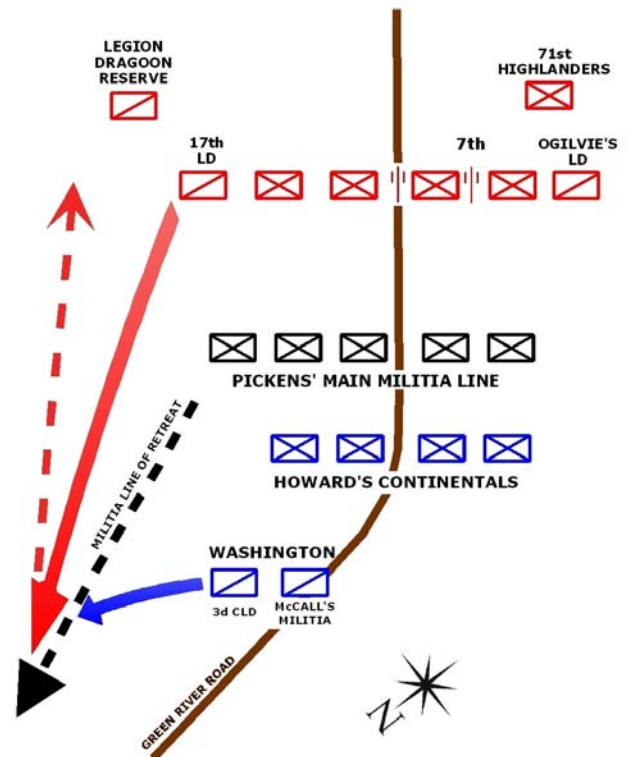 LEGION
DRAGOON
RESERVE
71st
HIGHLANDERS
17th
LD
7th
OGILVIE'S
LD
PICKENS' MAIN MILITIA LINE
MILITIA LINE OF RETREAT
HOWARD'S CONTINENTALS
WASHINGTON
3d CLD
McCALL'S
MILITIA
GREEN RIVER ROAD
N